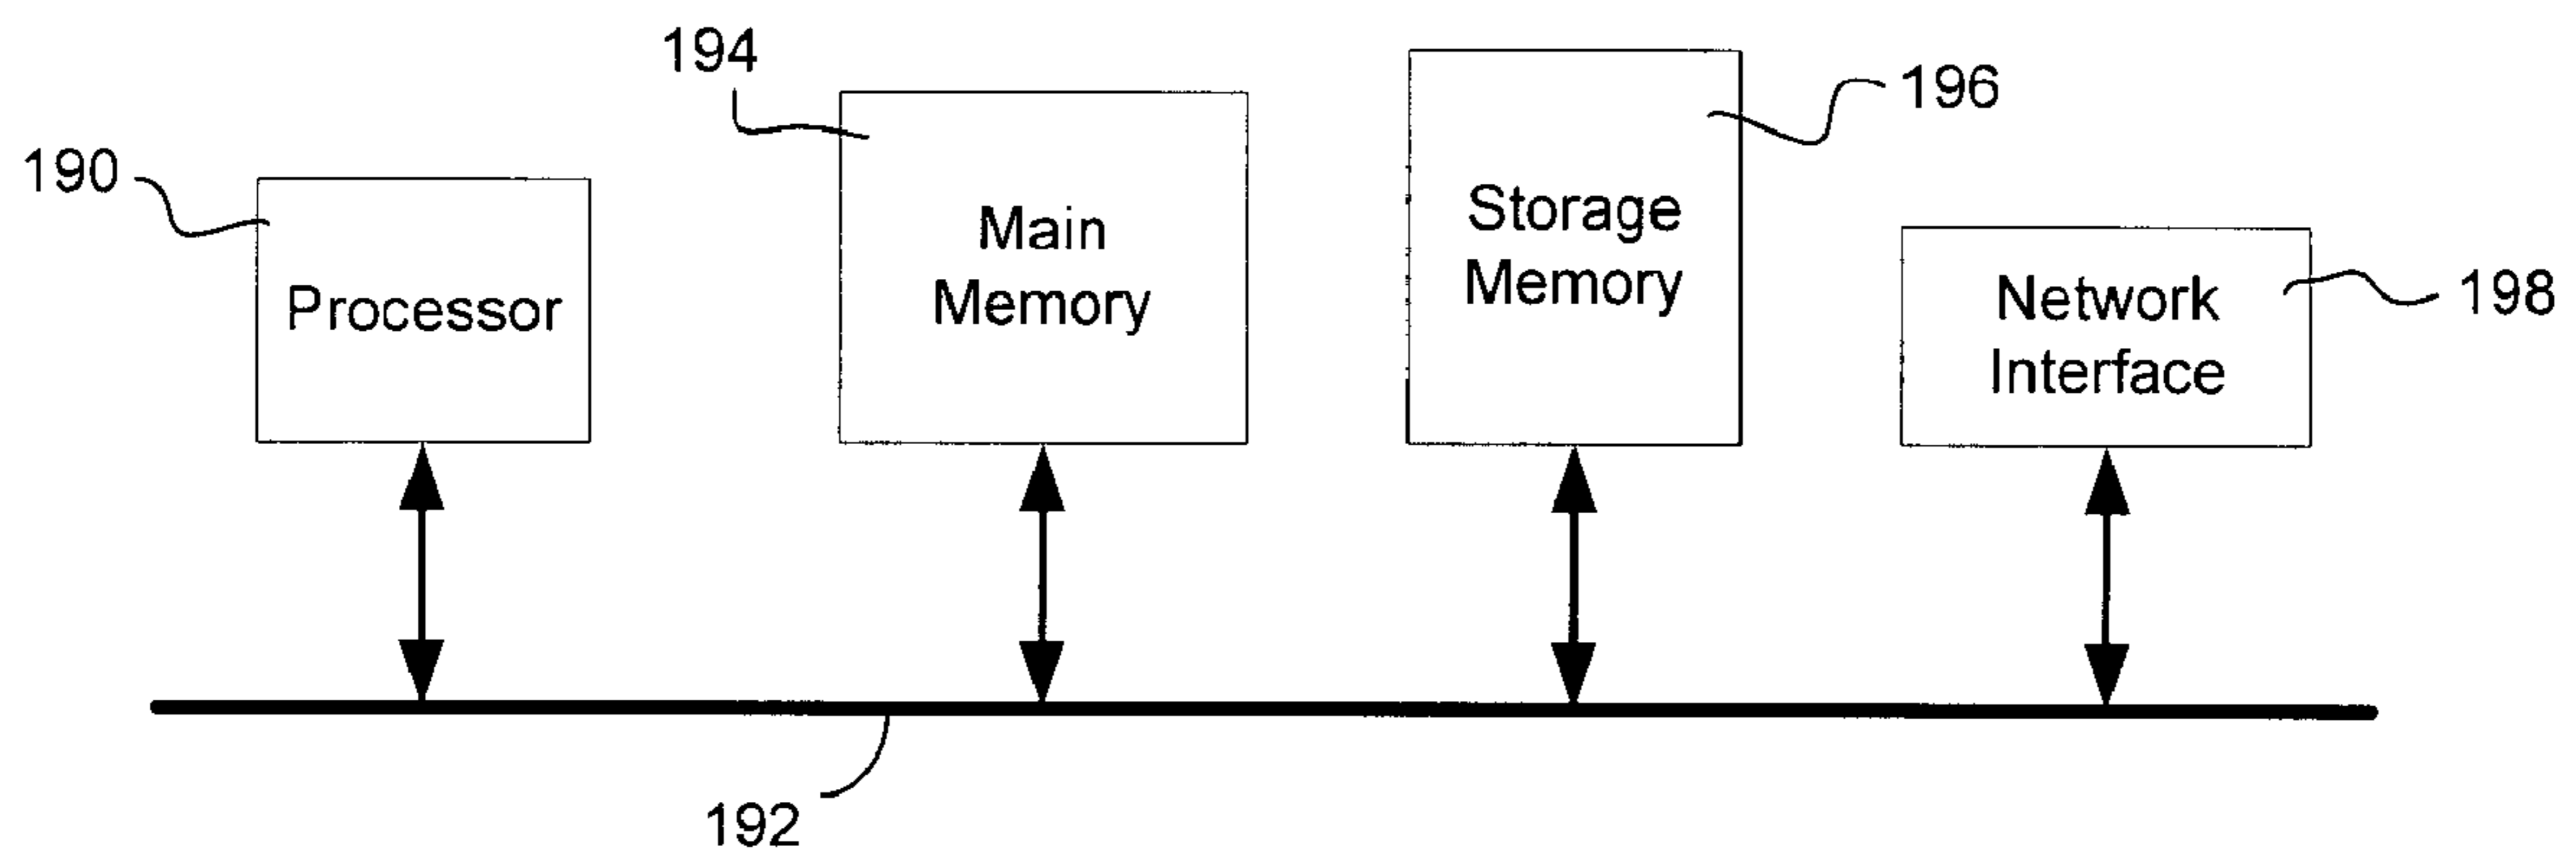 194
196
190
Main
Memory
Storage
Memory
Processor
Network
Interface
198
192